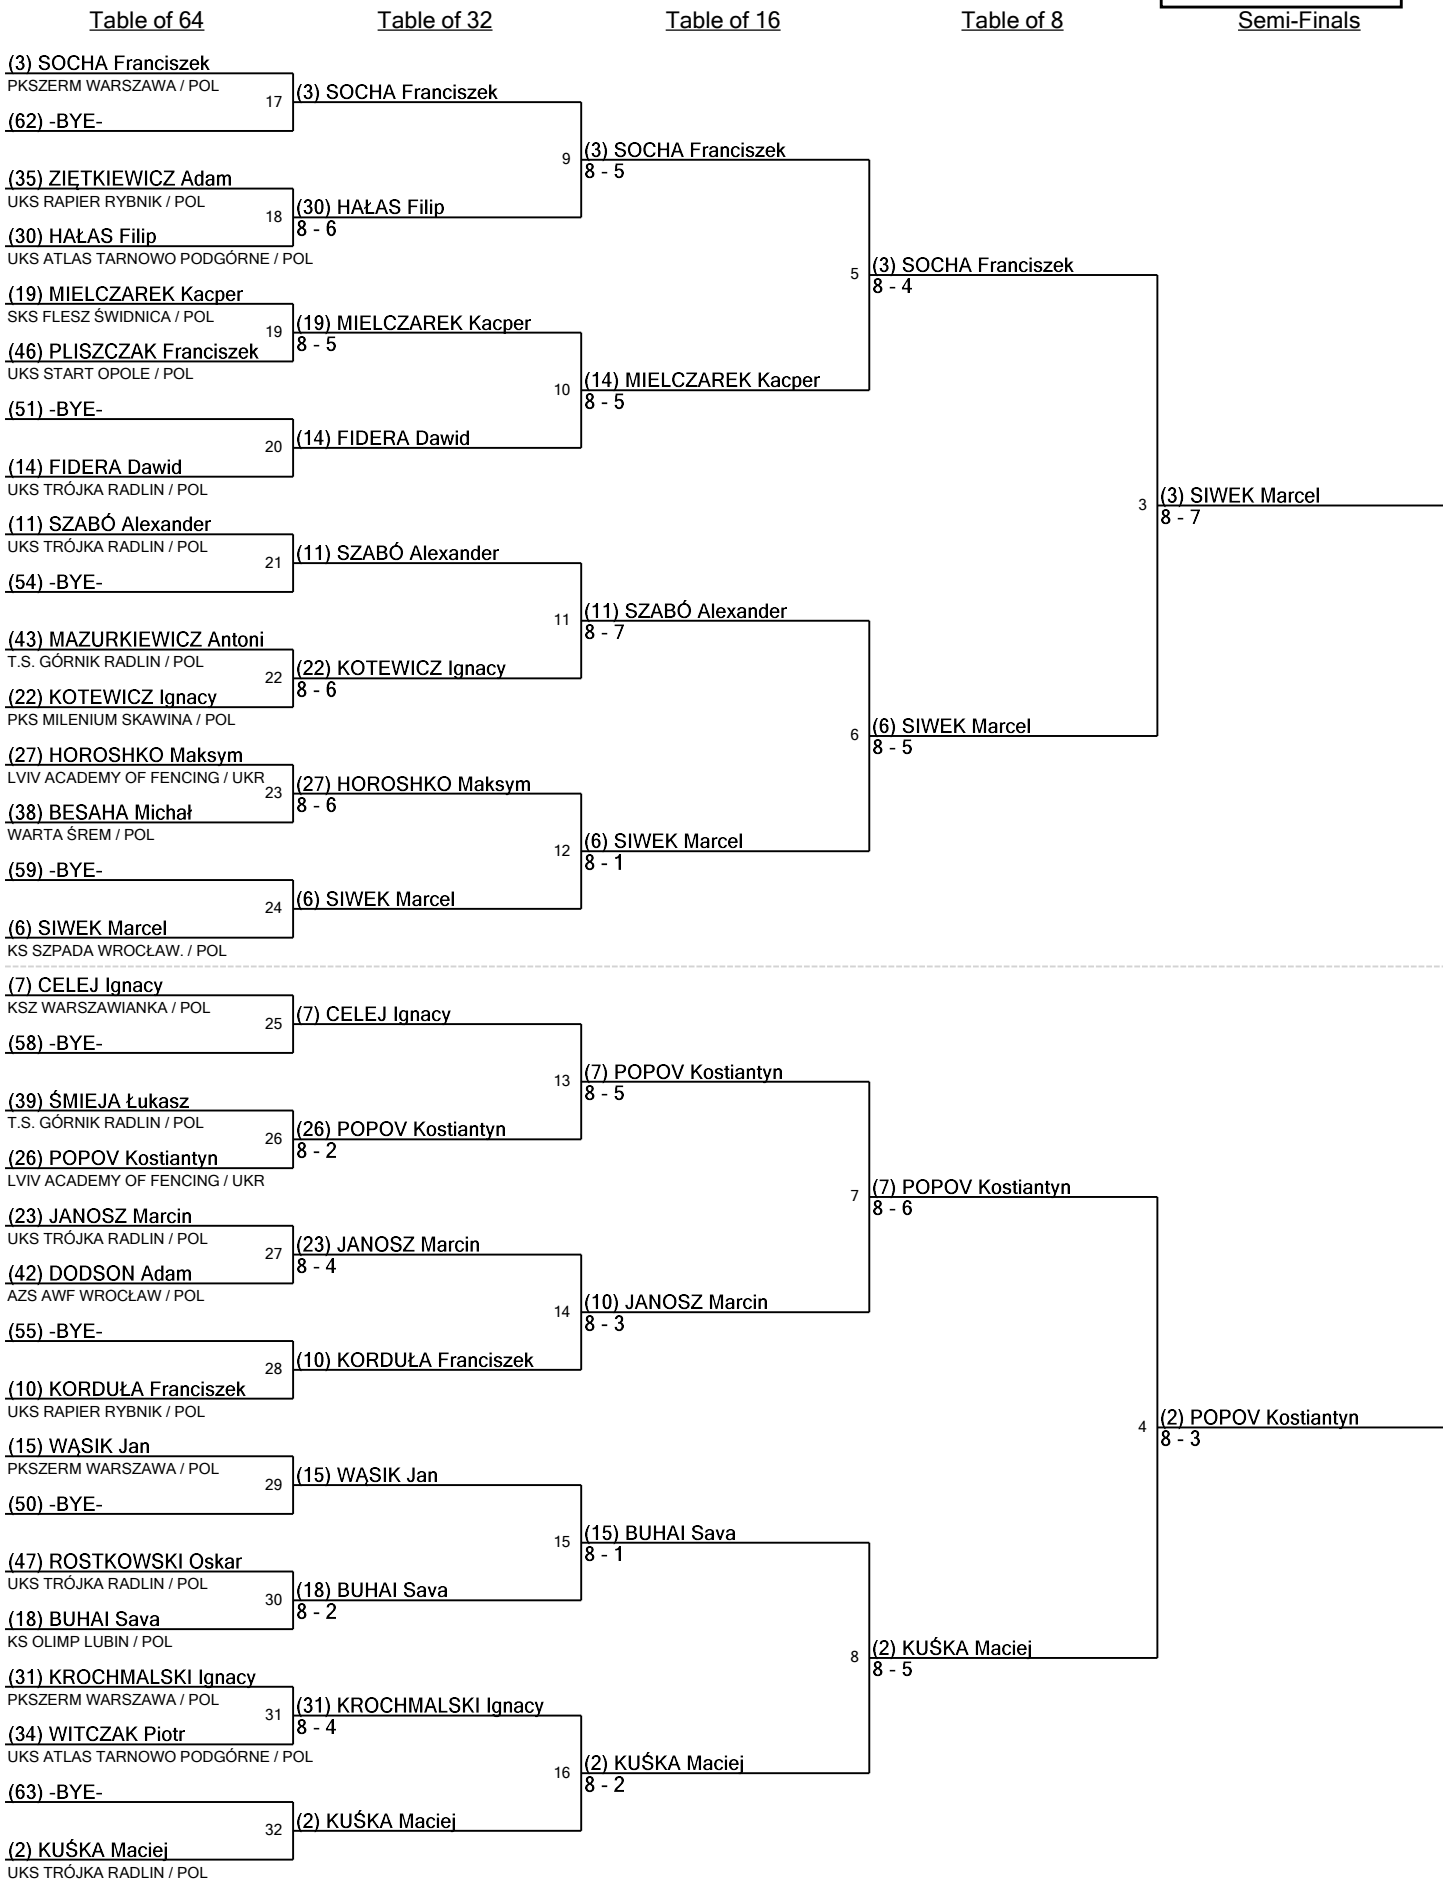 Table of 64
Table of 32
Table of 16
Table of 8
Semi-Finals
(3) SOCHA Franciszek
PKSZERM WARSZAWA / POL
17
(62) -BYE-
(3) SOCHA Franciszek
(35) ZIĘTKIEWICZ Adam
UKS RAPIER RYBNIK / POL
18
(30) HAŁAS Filip
UKS ATLAS TARNOWO PODGÓRNE / POL
(30) HAŁAS Filip
8 - 6
9
(3) SOCHA Franciszek
8 - 5
(19) MIELCZAREK Kacper
SKS FLESZ ŚWIDNICA / POL
19
(46) PLISZCZAK Franciszek
UKS START OPOLE / POL
(19) MIELCZAREK Kacper
8 - 5
(51) -BYE-
20
(14) FIDERA Dawid
UKS TRÓJKA RADLIN / POL
(14) FIDERA Dawid
10
(14) MIELCZAREK Kacper
8 - 5
5
(3) SOCHA Franciszek
8 - 4
(11) SZABÓ Alexander
UKS TRÓJKA RADLIN / POL
21
(54) -BYE-
(11) SZABÓ Alexander
(43) MAZURKIEWICZ Antoni
T.S. GÓRNIK RADLIN / POL
22
(22) KOTEWICZ Ignacy
PKS MILENIUM SKAWINA / POL
(22) KOTEWICZ Ignacy
8 - 6
11
(11) SZABÓ Alexander
8 - 7
(27) HOROSHKO Maksym
LVIV ACADEMY OF FENCING / UKR
23
(38) BESAHA Michał
WARTA ŚREM / POL
(27) HOROSHKO Maksym
8 - 6
(59) -BYE-
24
(6) SIWEK Marcel
KS SZPADA WROCŁAW. / POL
(6) SIWEK Marcel
12
(6) SIWEK Marcel
8 - 1
6
(6) SIWEK Marcel
8 - 5
3
(3) SIWEK Marcel
8 - 7
(7) CELEJ Ignacy
KSZ WARSZAWIANKA / POL
25
(58) -BYE-
(7) CELEJ Ignacy
(39) ŚMIEJA Łukasz
T.S. GÓRNIK RADLIN / POL
26
(26) POPOV Kostiantyn
LVIV ACADEMY OF FENCING / UKR
(26) POPOV Kostiantyn
8 - 2
13
(7) POPOV Kostiantyn
8 - 5
(23) JANOSZ Marcin
UKS TRÓJKA RADLIN / POL
27
(42) DODSON Adam
AZS AWF WROCŁAW / POL
(23) JANOSZ Marcin
8 - 4
(55) -BYE-
28
(10) KORDUŁA Franciszek
UKS RAPIER RYBNIK / POL
(10) KORDUŁA Franciszek
14
(10) JANOSZ Marcin
8 - 3
7
(7) POPOV Kostiantyn
8 - 6
(15) WĄSIK Jan
PKSZERM WARSZAWA / POL
29
(50) -BYE-
(15) WĄSIK Jan
(47) ROSTKOWSKI Oskar
UKS TRÓJKA RADLIN / POL
30
(18) BUHAI Sava
KS OLIMP LUBIN / POL
(18) BUHAI Sava
8 - 2
15
(15) BUHAI Sava
8 - 1
(31) KROCHMALSKI Ignacy
PKSZERM WARSZAWA / POL
31
(34) WITCZAK Piotr
UKS ATLAS TARNOWO PODGÓRNE / POL
(31) KROCHMALSKI Ignacy
8 - 4
(63) -BYE-
32
(2) KUŚKA Maciej
UKS TRÓJKA RADLIN / POL
(2) KUŚKA Maciej
16
(2) KUŚKA Maciej
8 - 2
8
(2) KUŚKA Maciej
8 - 5
4
(2) POPOV Kostiantyn
8 - 3